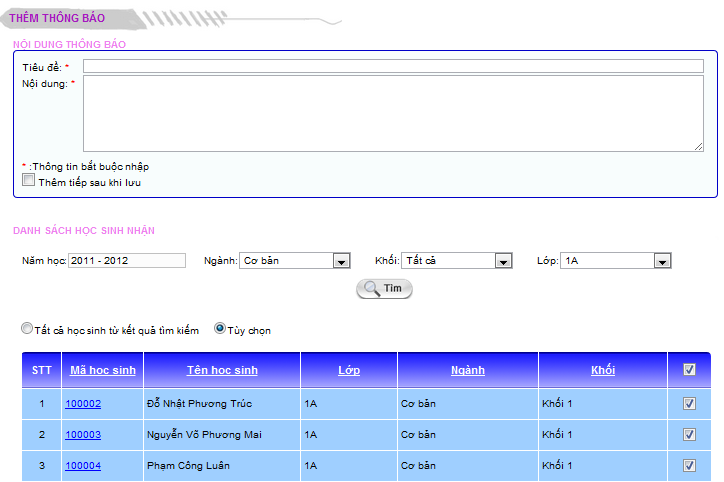 THÊM THÔNG BÁO
NỘI DUNG THÔNG BÁO
Tiêu đề: *
Nội dung: *
* :Thông tin bắt buộc nhập
Thêm tiếp sau khi lưu
DANH SÁCH HỌC SINH NHẬN
Năm học: 2011 - 2012 Ngành: Cơ bản Khối: Tất cả Lớp: 1A
Tìm
Tất cả học sinh từ kết quả tìm kiếm Tùy chọn
STT Mã học sinh Tên học sinh Lớp Ngành Khối
1 100002 Đỗ Nhật Phương Trúc 1A Cơ bản Khối 1
2 100003 Nguyễn Võ Phương Mai 1A Cơ bản Khối 1
3 100004 Phạm Công Luân 1A Cơ bản Khối 1